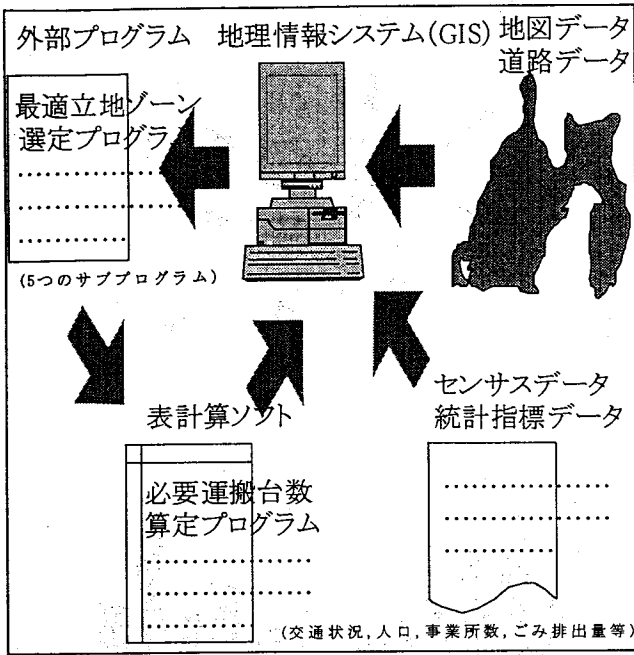 外部プログラム
地理情報システム(GIS)
地図データ
道路データ
最適立地ゾーン
選定プログラム
(5つのサブプログラム)
表計算ソフト
必要運搬台数
算定プログラム
センサスデータ
統計指標データ
(交通状況,人口,事業所数,ごみ排出量等)